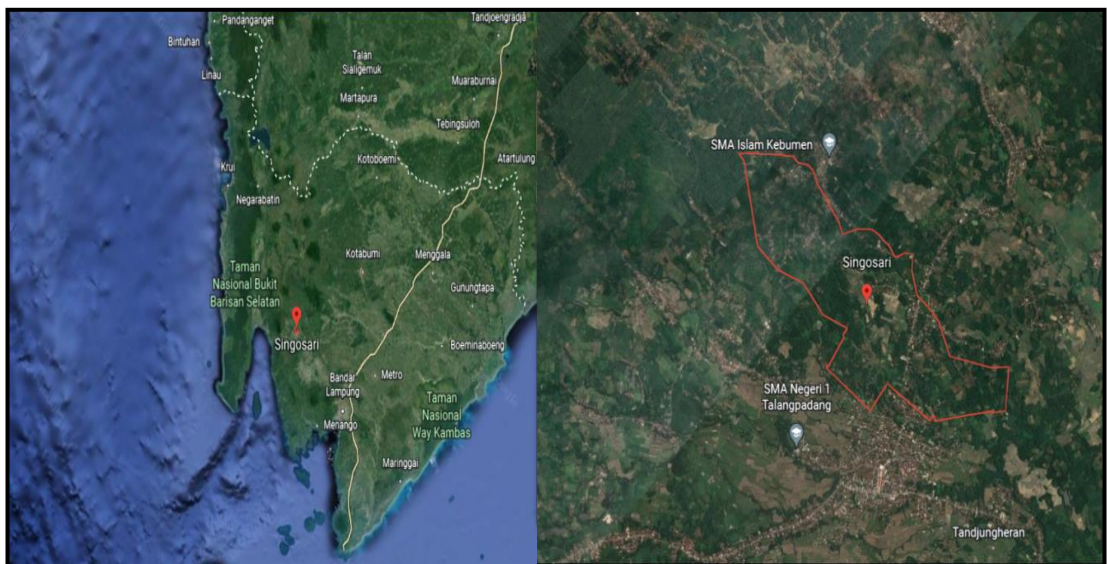 Pandanganget
Tandjoengradja
Bintuhan
Linau
Talan
Sialigemuk
Muaraburnai
Martapura
Tebingsuloh
Kotoboemi
Atartulung
Krui
Negarabatin
Kotabumi
Menggala
Taman
Nasional Bukit
Barisan Selatan
Gunungtapa
Singosari
Boeminaboeng
Bandar
Lampung
Metro
Taman
Nasional
Way Kambas
Menango
Maringgai
SMA Islam Kebumen
Singosari
SMA Negeri 1
Talangpadang
Tandjungheran